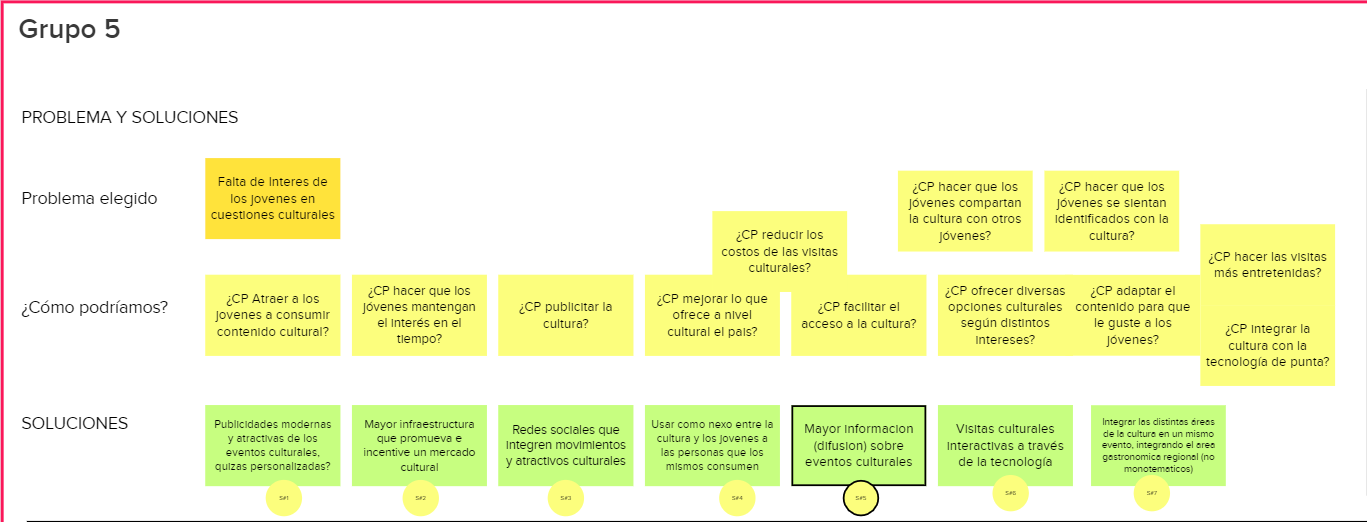 Grupo 5
PROBLEMA Y SOLUCIONES
Problema elegido
Falta de Interes de
los jovenes en
cuestiones culturales
¿CP reducir los
costos de las visitas
culturales?
¿CP hacer que los
jóvenes compartan
la cultura con otros
jóvenes?
¿CP hacer que los
jóvenes se sientan
identificados con la
cultura?
¿CP hacer las visitas
más entretenidas?
¿Cómo podríamos?
¿CP Atraer a los
jovenes a consumir
contenido cultural?
¿CP hacer que los
jóvenes mantengan
el interés en el
tiempo?
¿CP publicitar la
cultura?
¿CP mejorar lo que
ofrece a nivel
cultural el pais?
¿CP facilitar el
acceso a la cultura?
¿CP ofrecer diversas
opciones culturales
según distintos
intereses?
¿CP adaptar el
contenido para que
le guste a los
jóvenes?
¿CP integrar la
cultura con la
tecnología de punta?
SOLUCIONES
Publicidades modernas
y atractivas de los
eventos culturales,
quizas personalizadas?
Mayor infraestructura
que promueva e
incentive un mercado
cultural
Redes sociales que
integren movimientos
y atractivos culturales
Usar como nexo entre la
cultura y los jovenes a
las personas que los
mismos consumen
Mayor informacion
(difusion) sobre
eventos culturales
Visitas culturales
interactivas a través
de la tecnología
Integrar las distintas áreas
de la cultura en un mismo
evento, integrando el area
gastronomica regional (no
monotematicos)
S#1
S#2
S#3
S#4
S#5
S#6
S#7